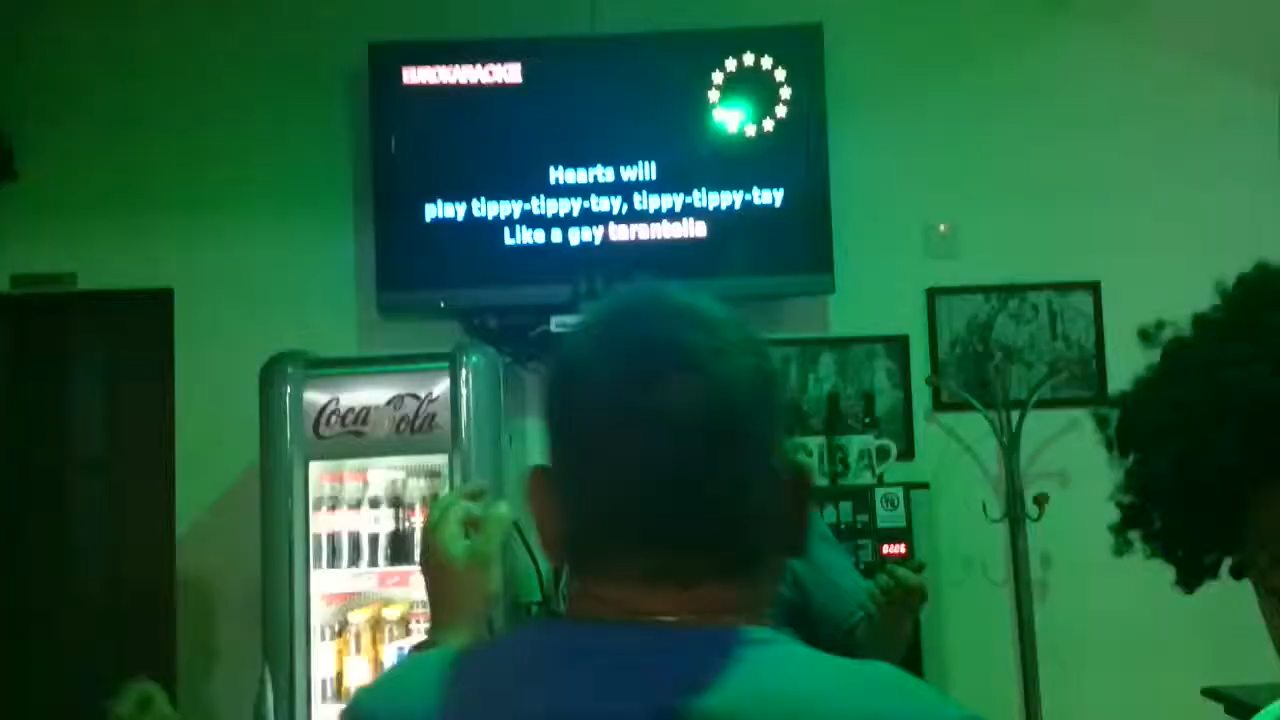 EUROKARAOKE
Hearts will
play tippy-tippy-tay, tippy-tippy-tay
Like a gay tarantella
Coca Cola